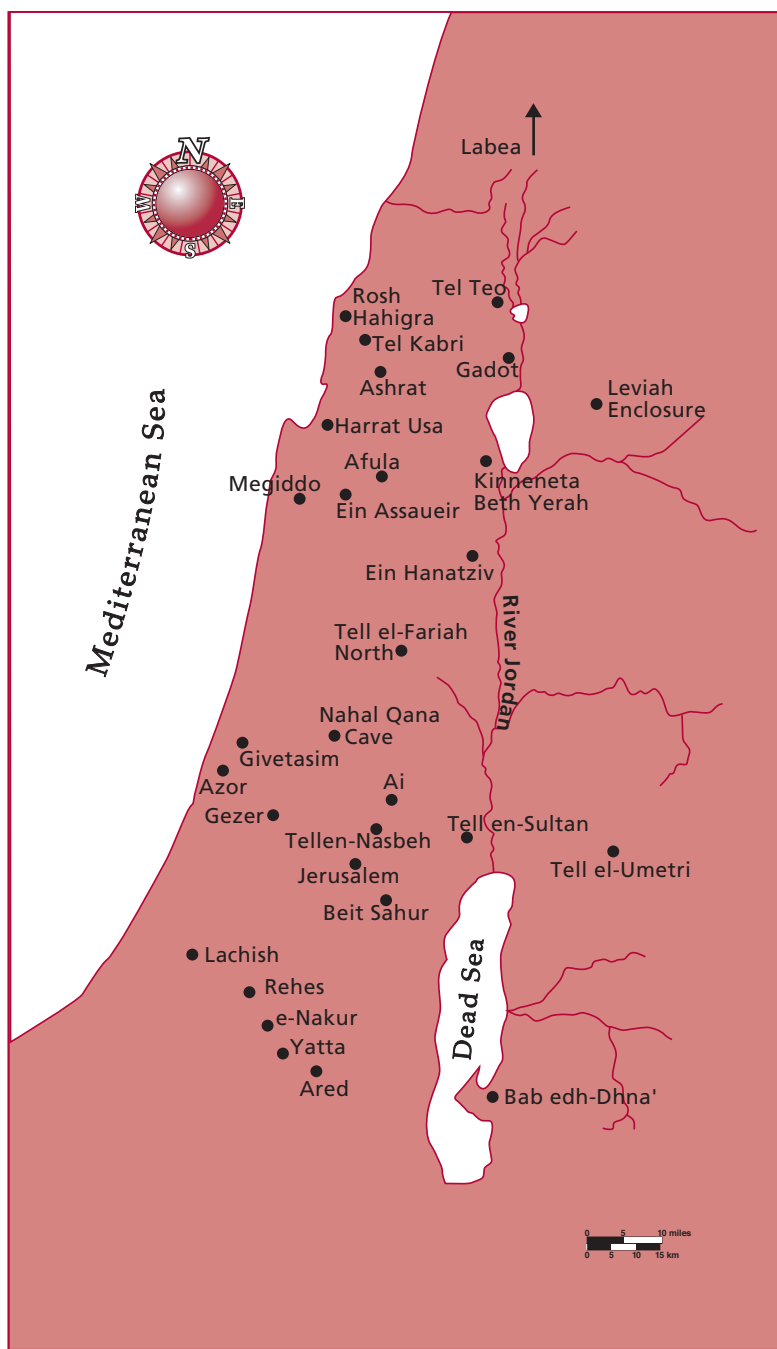 N
W
E
S
Labea
Tel Teo
Rosh
Hahigra
Tel Kabri
Gadot
Ashrat
Leviah
Enclosure
Harrat Usa
Mediterranean Sea
Afula
Megiddo
Kinneneta
Beth Yerah
Ein Assaueir
Ein Hanatziv
River Jordan
Tell el-Fariah
North
Nahal Qana
Cave
Givetasim
Azor
Ai
Gezer
Tell en-Sultan
Tellen-Nasbeh
Tell el-Umetri
Jerusalem
Beit Sahur
Lachish
Dead Sea
Rehes
e-Nakur
Yatta
Ared
Bab edh-Dhna'
0 5 10 miles
0 5 10 15 km